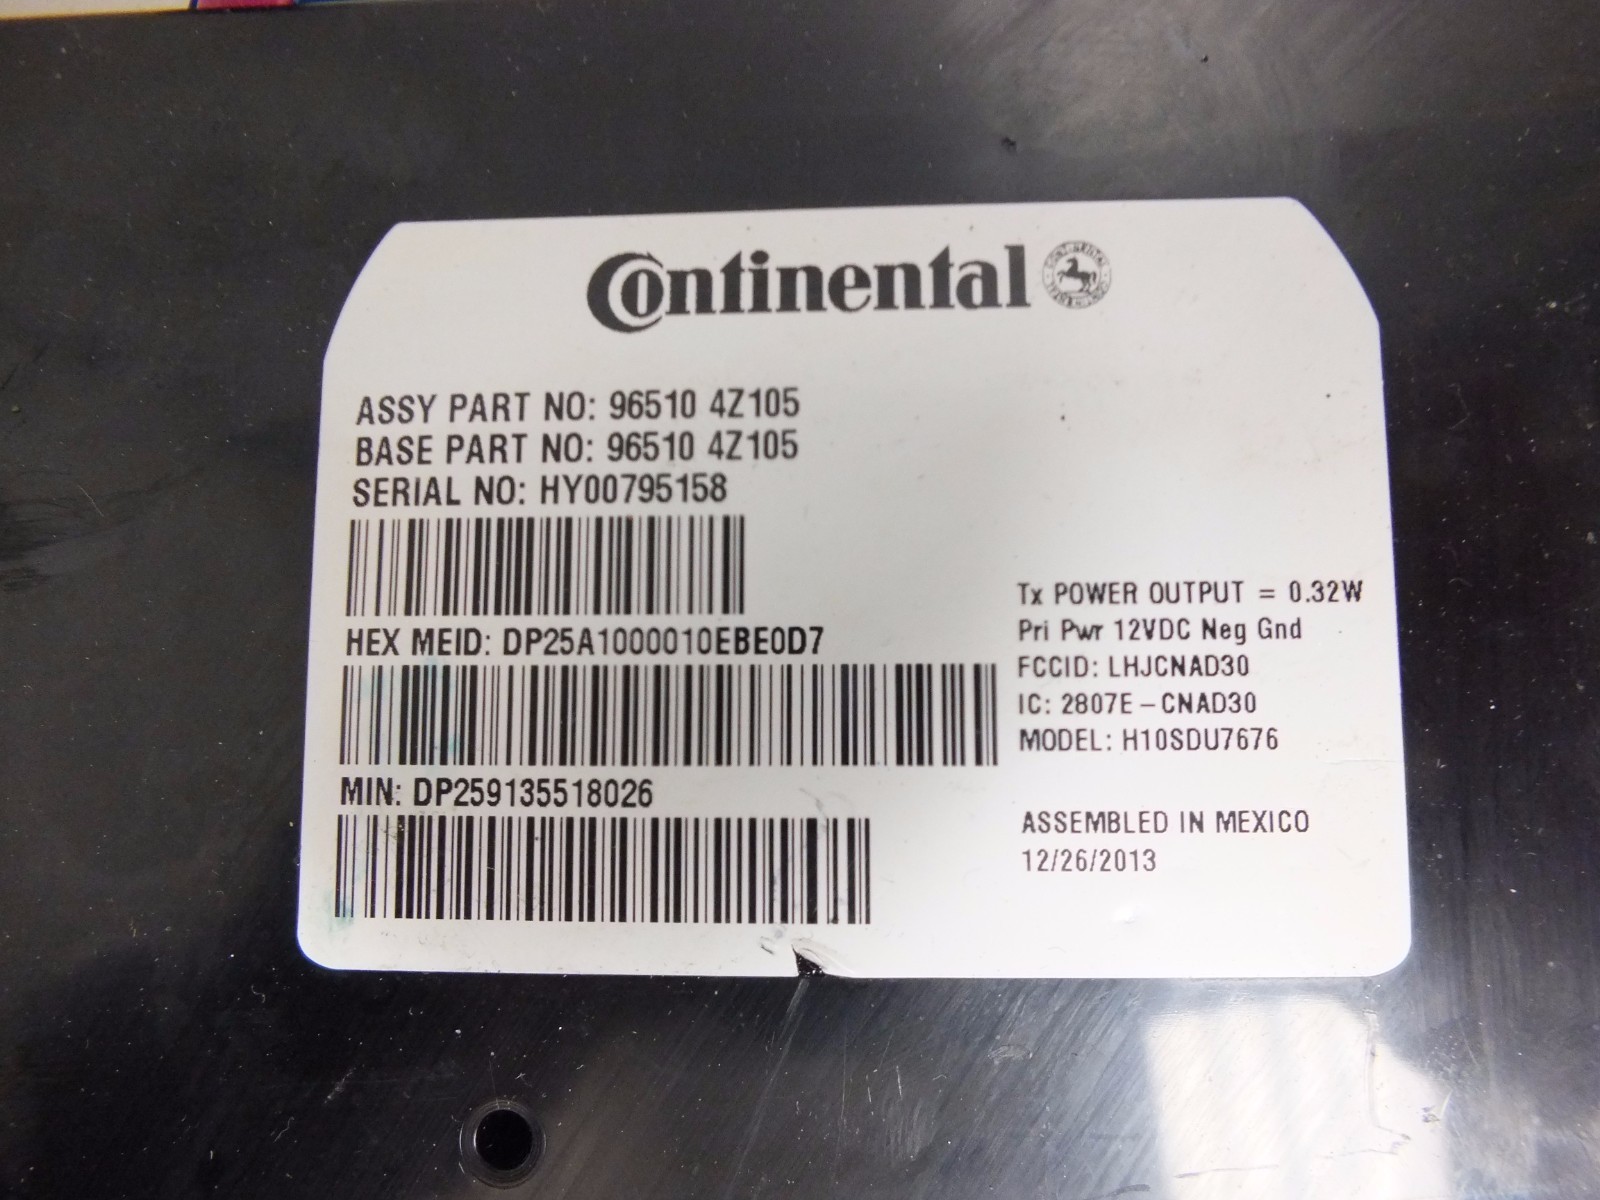 Continental
ASSY PART NO: 96510 4Z105
BASE PART NO: 96510 4Z105
SERIAL NO: HY00795158
HEX MEID: DP25A1000010EBE0D7
MIN: DP259135518026
Tx POWER OUTPUT = 0.32W
Pri Pwr 12VDC Neg Gnd
FCCID: LHJCNAD30
IC: 2807E-CNAD30
MODEL: H10SDU7676
ASSEMBLED IN MEXICO
12/26/2013